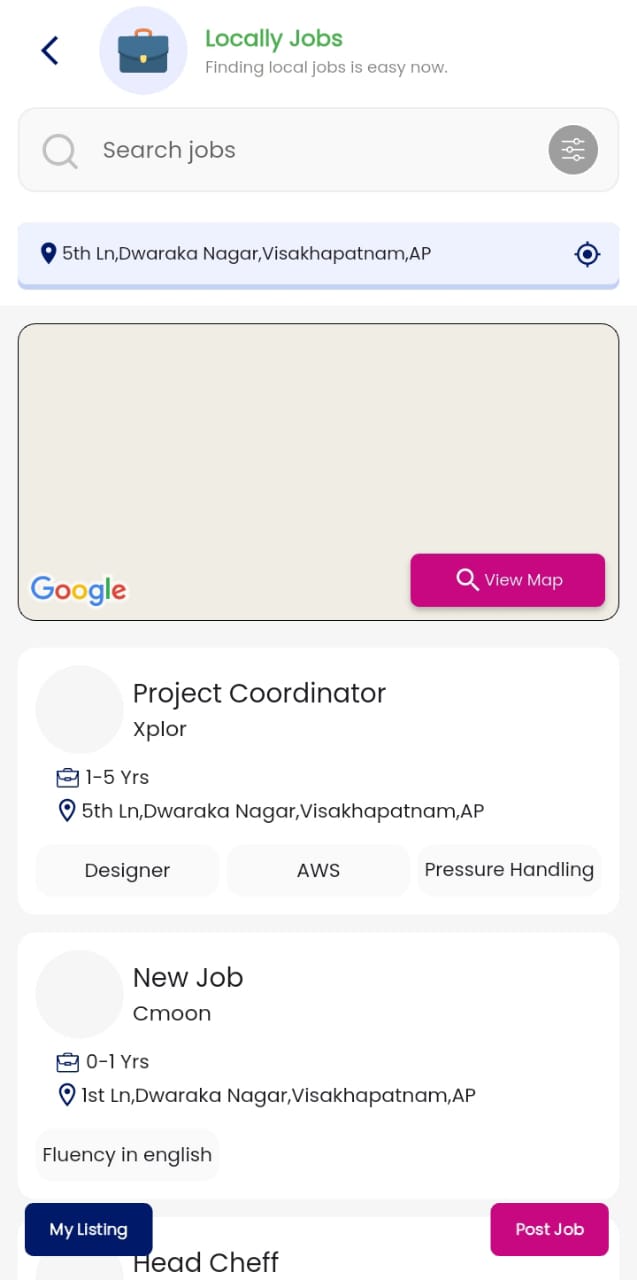 Locally Jobs
Finding local jobs is easy now.
Search jobs
5th Ln,Dwaraka Nagar,Visakhapatnam,AP
Google
View Map
Project Coordinator
Xplor
1-5 Yrs
5th Ln,Dwaraka Nagar,Visakhapatnam,AP
Designer AWS Pressure Handling
New Job
Cmoon
0-1 Yrs
1st Ln,Dwaraka Nagar,Visakhapatnam,AP
Fluency in english
My Listing Post Job
Head Cheff